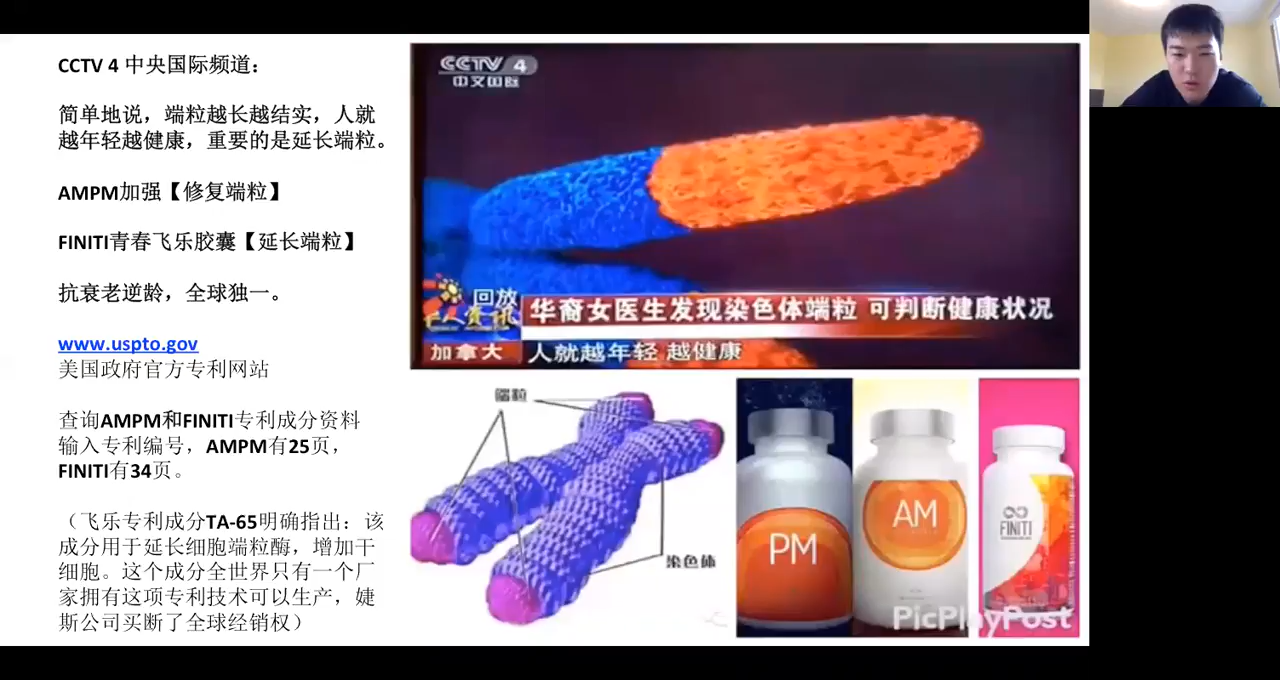 CCTV 4 中央国际频道：
简单地说，端粒越长越结实，人就
越年轻越健康，重要的是延长端粒。
AMPM加强【修复端粒】
FINITI青春飞乐胶囊【延长端粒】
抗衰老逆龄，全球独一。
www.uspto.gov
美国政府官方专利网站
查询AMPM和FINITI专利成分资料
输入专利编号，AMPM有25页，
FINITI有34页。
（飞乐专利成分TA-65明确指出：该
成分用于延长细胞端粒酶，增加干
细胞。这个成分全世界只有一个厂
家拥有这项专利技术可以生产，婕
斯公司买断了全球经销权）
CCTV 4
中文国际
回放
华裔女医生发现染色体端粒 可判断健康状况
加拿大
人就越年轻 越健康
端粒
染色体
PM
AM
FINITI
PicPlayPost